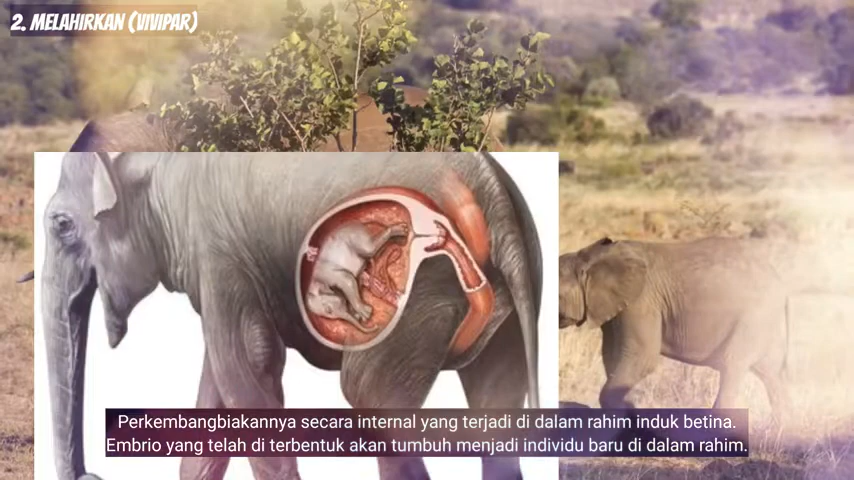 2. MELAHIRKAN (VIVIPAR)
Perkembangbiakannya secara internal yang terjadi di dalam rahim induk betina.
Embrio yang telah di terbentuk akan tumbuh menjadi individu baru di dalam rahim.